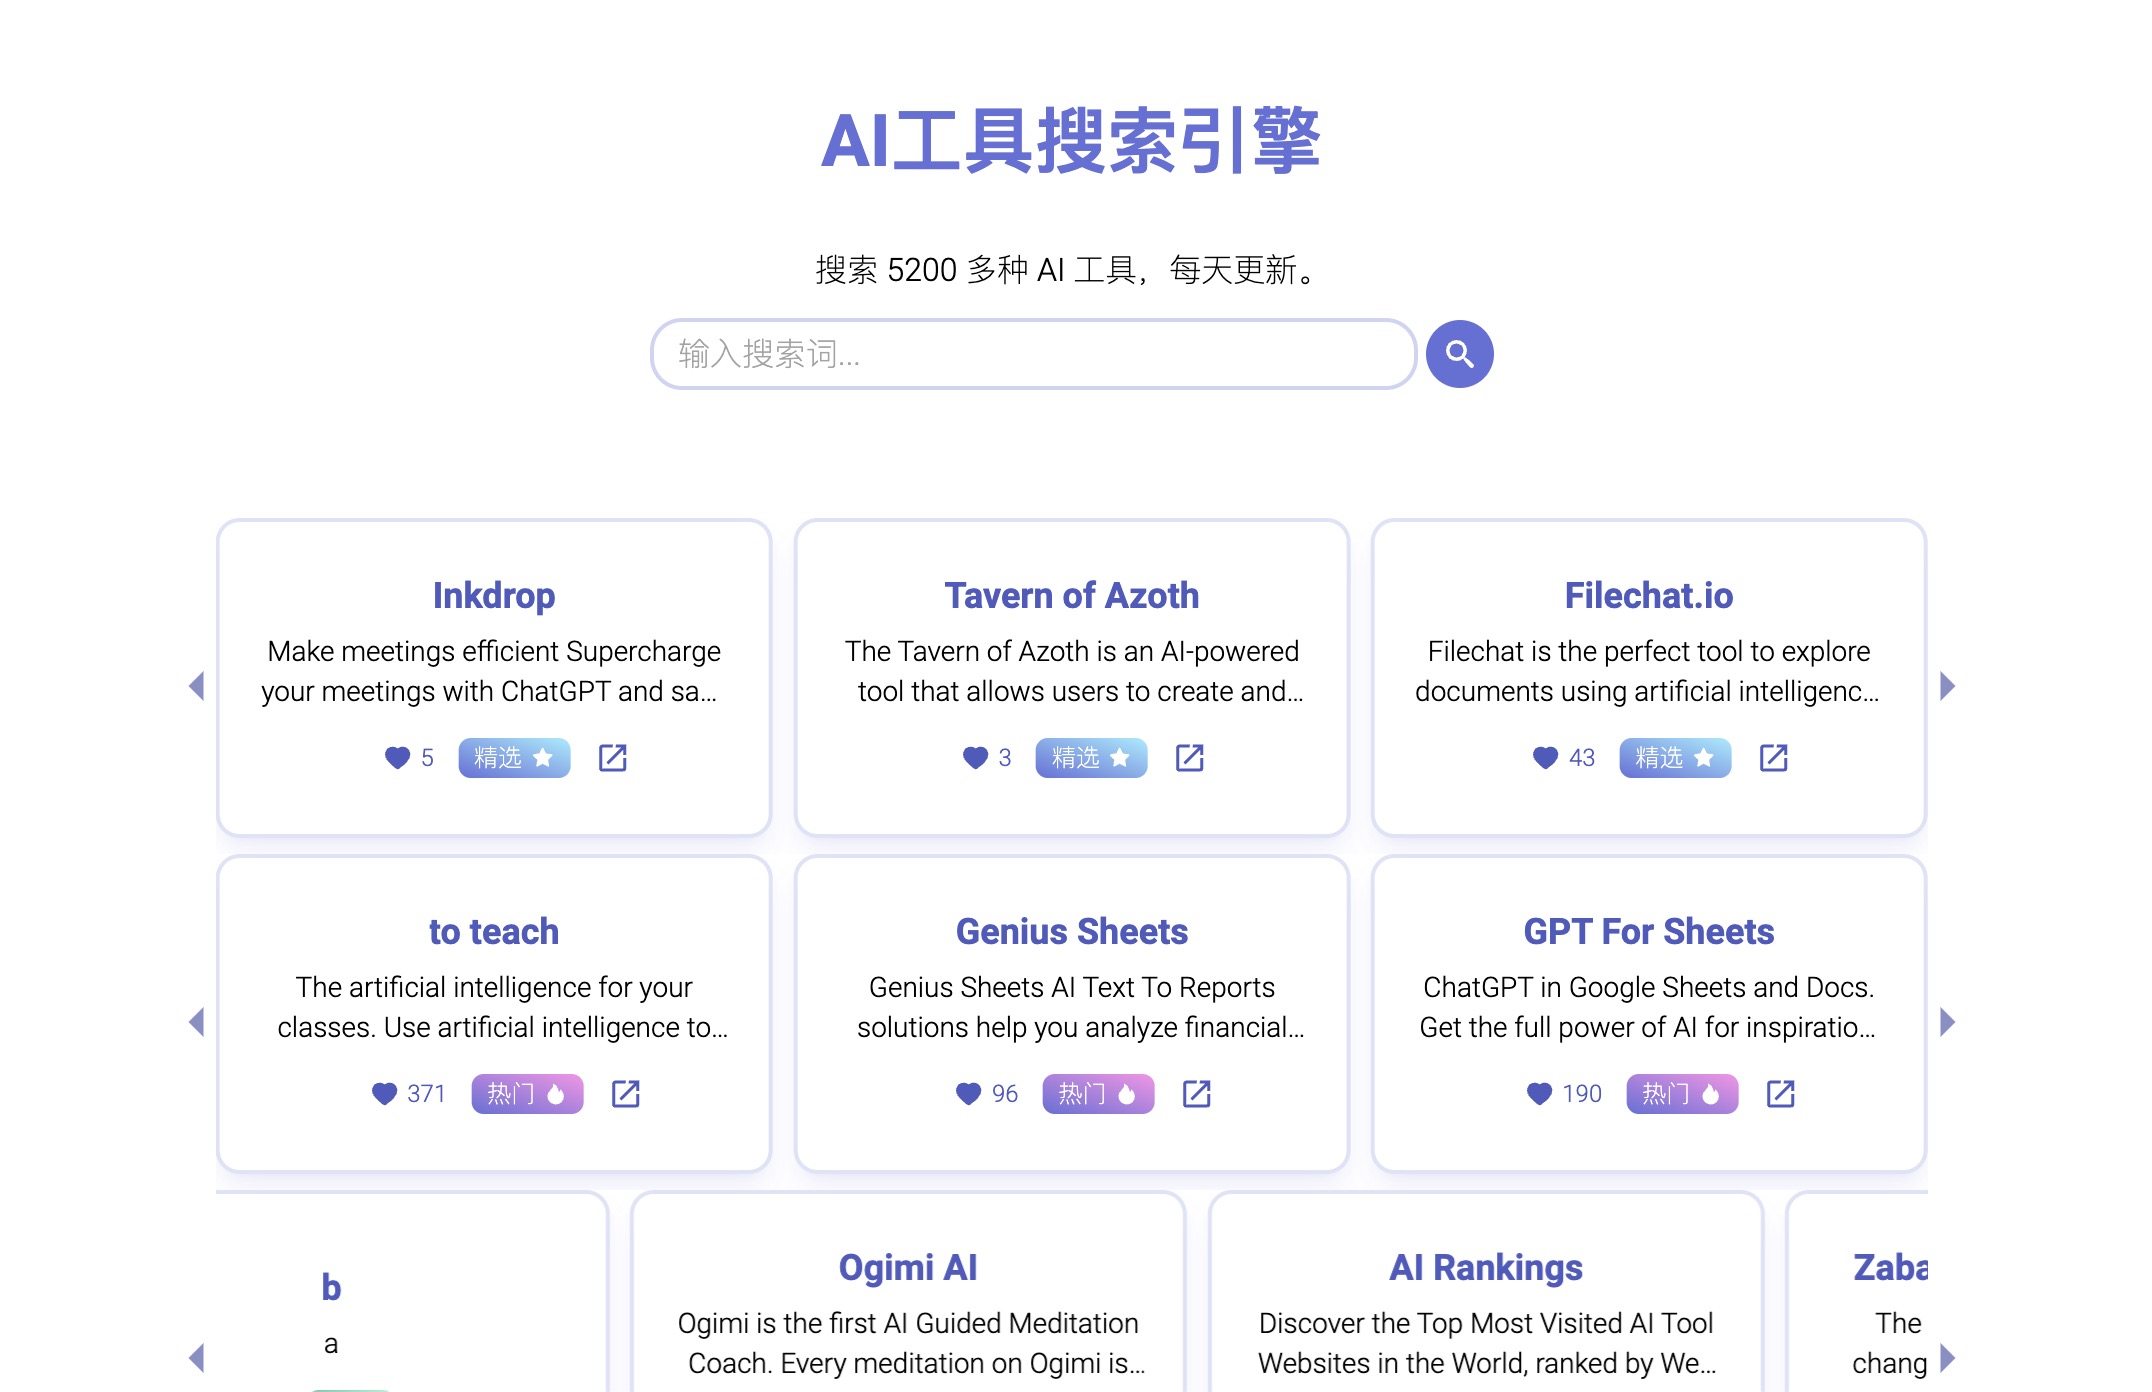 AI工具搜索引擎
搜索 5200 多种 AI 工具，每天更新。
输入搜索词...
Inkdrop
Make meetings efficient Supercharge
your meetings with ChatGPT and sa...
5 精选
Tavern of Azoth
The Tavern of Azoth is an AI-powered
tool that allows users to create and...
3 精选
Filechat.io
Filechat is the perfect tool to explore
documents using artificial intelligenc...
43 精选
to teach
The artificial intelligence for your
classes. Use artificial intelligence to...
371 热门
Genius Sheets
Genius Sheets AI Text To Reports
solutions help you analyze financial...
96 热门
GPT For Sheets
ChatGPT in Google Sheets and Docs.
Get the full power of AI for inspiratio...
190 热门
b
a
Ogimi AI
Ogimi is the first AI Guided Meditation
Coach. Every meditation on Ogimi is...
AI Rankings
Discover the Top Most Visited AI Tool
Websites in the World, ranked by We...
Zaba
The
chang